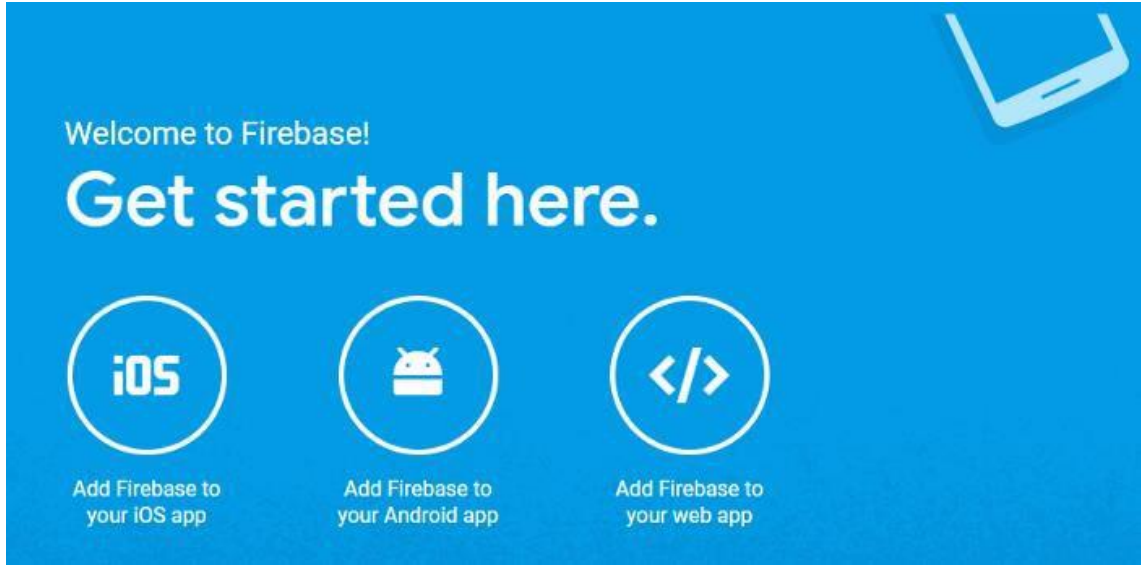 Welcome to Firebase!
Get started here.
iOS
</>
Add Firebase to
your iOS app
Add Firebase to
your Android app
Add Firebase to
your web app